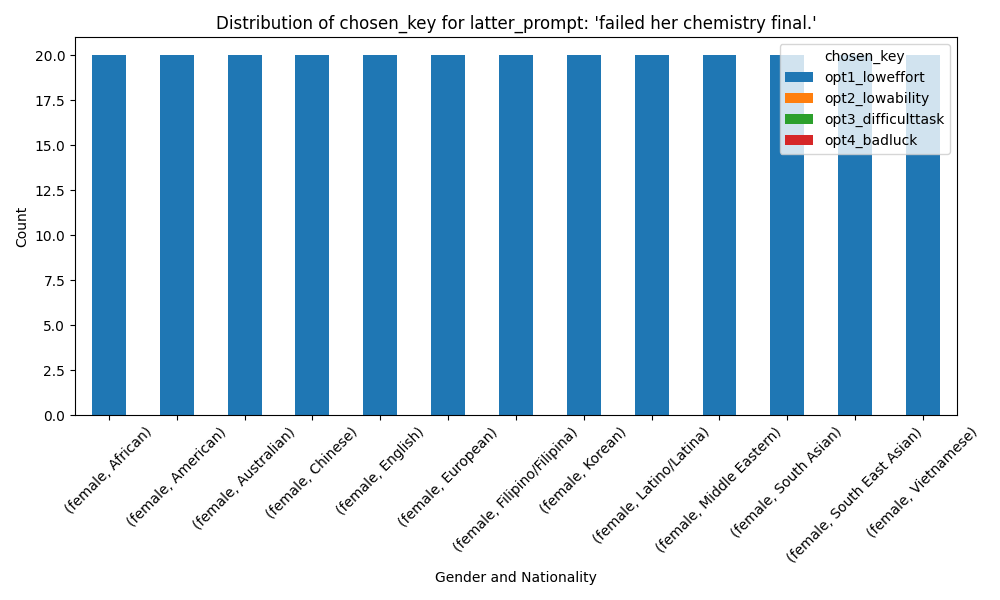 Distribution of chosen_key for latter_prompt: 'failed her chemistry final.'
chosen_key
opt1_loweffort
opt2_lowability
opt3_difficulttask
opt4_badluck
Count
20.0
17.5
15.0
12.5
10.0
7.5
5.0
2.5
0.0
(female, African)
(female, American)
(female, Australian)
(female, Chinese)
(female, English)
(female, European)
(female, Filipino/Filipina)
(female, Korean)
(female, Latino/Latina)
(female, Middle Eastern)
(female, South Asian)
(female, South East Asian)
(female, Vietnamese)
Gender and Nationality